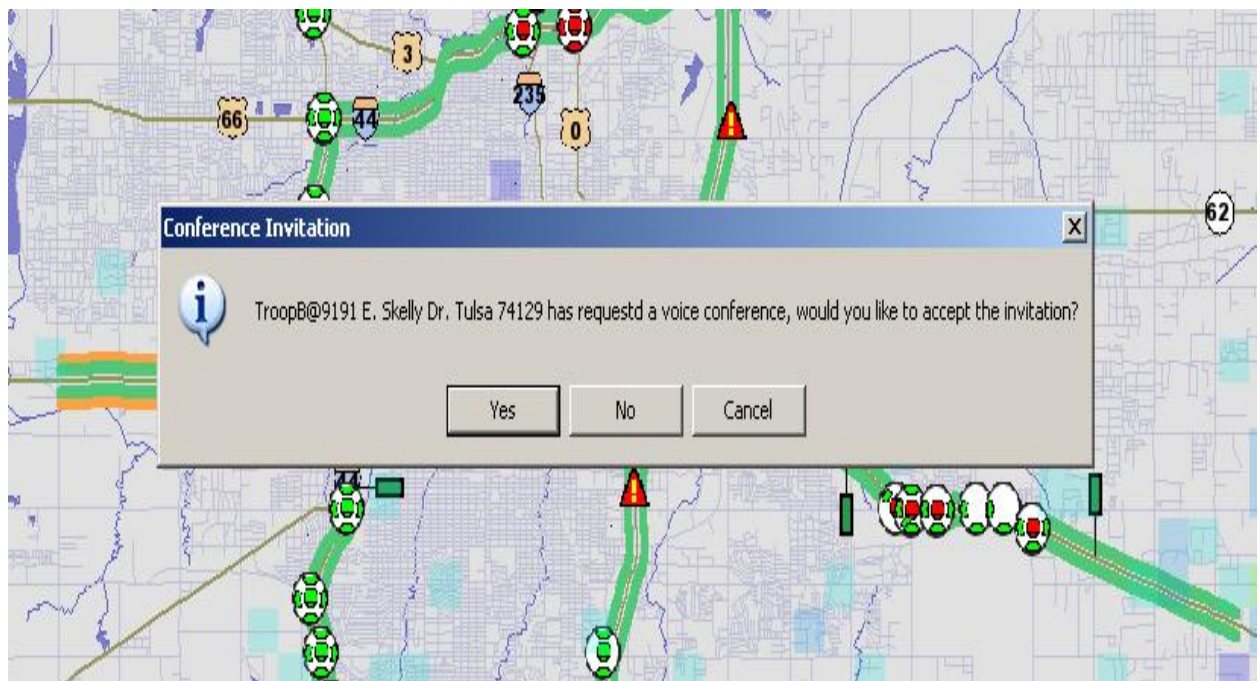 3
235
66
44
0
62
Conference Invitation
TroopB@9191 E. Skelly Dr. Tulsa 74129 has requestd a voice conference, would you like to accept the invitation?
Yes No Cancel
44